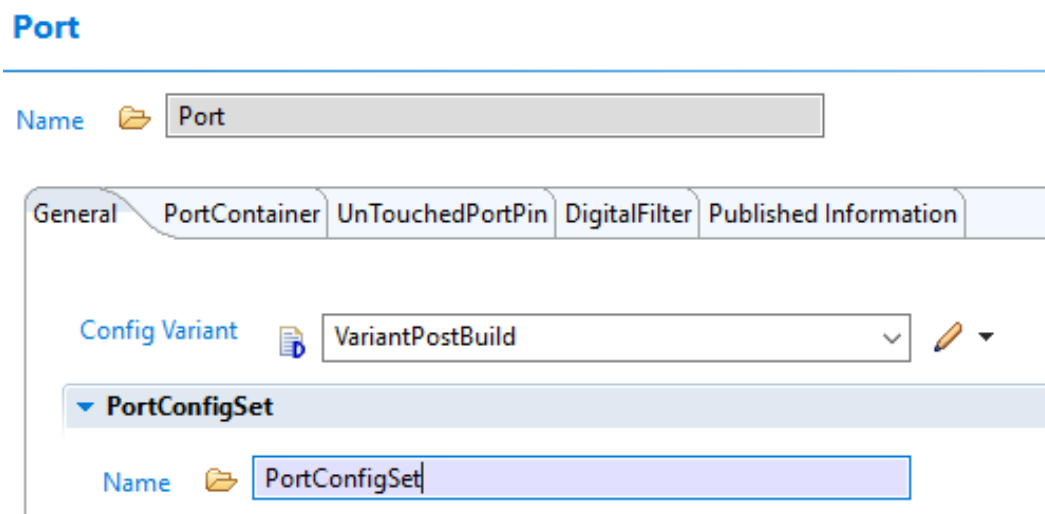 Port
Name Port
General PortContainer UnTouchedPortPin DigitalFilter Published Information
Config Variant D VariantPostBuild
PortConfigSet
Name PortConfigSet